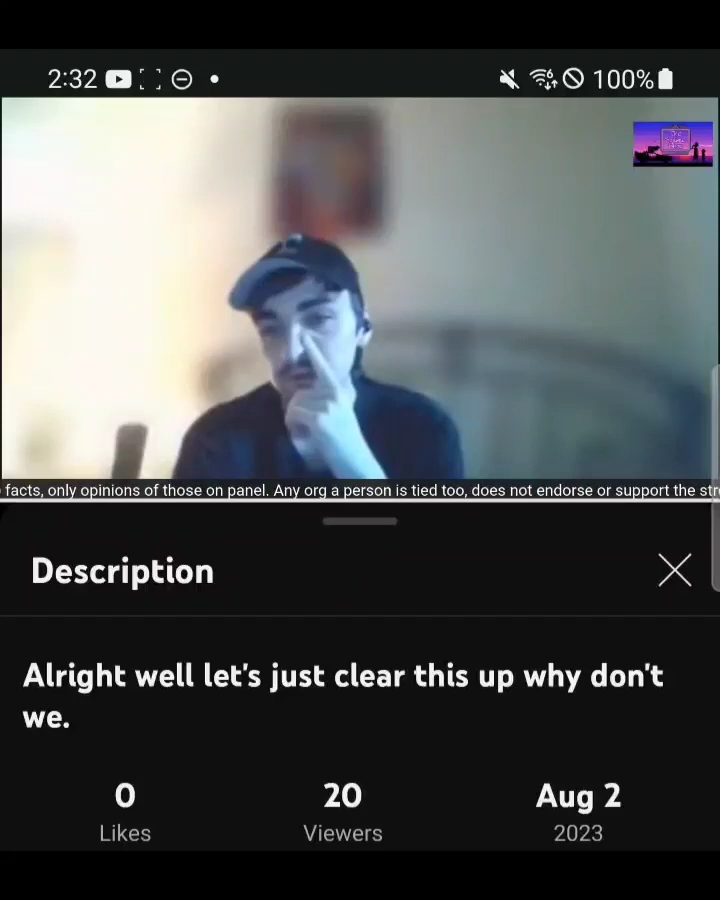 2:32
100%
facts, only opinions of those on panel. Any org a person is tied too, does not endorse or support the
Description
Alright well let's just clear this up why don't
we.
0 20 Aug 2
Likes Viewers 2023